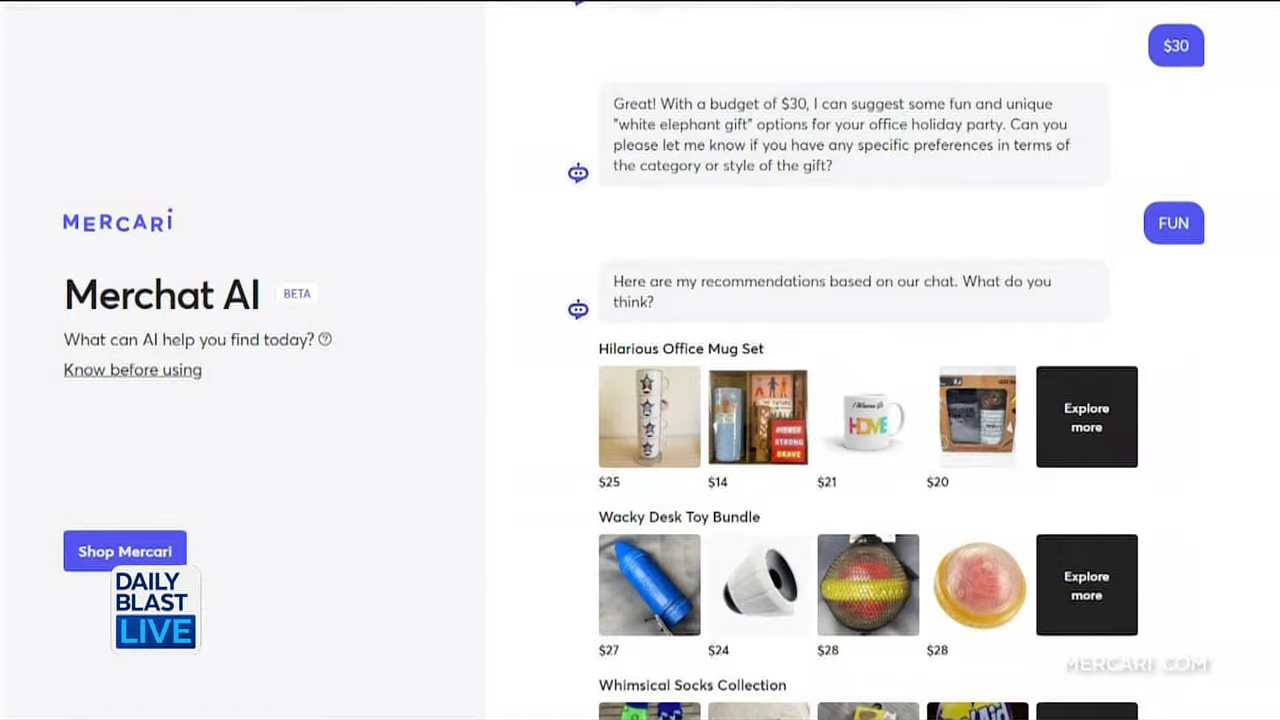 $30
Great! With a budget of $30, I can suggest some fun and unique
"white elephant gift" options for your office holiday party. Can you
please let me know if you have any specific preferences in terms of
the category or style of the gift?
FUN
MERCARI
Merchat AI BETA
What can AI help you find today?
Know before using
Here are my recommendations based on our chat. What do you
think?
Hilarious Office Mug Set
STRONG
BRAVE
I Wanna Go
HOME
Explore
more
$25
$14
$21
$20
Wacky Desk Toy Bundle
Explore
more
$27
$24
$28
$28
Whimsical Socks Collection
Shop Mercari
DAILY
BLAST
LIVE
MERCARI.COM